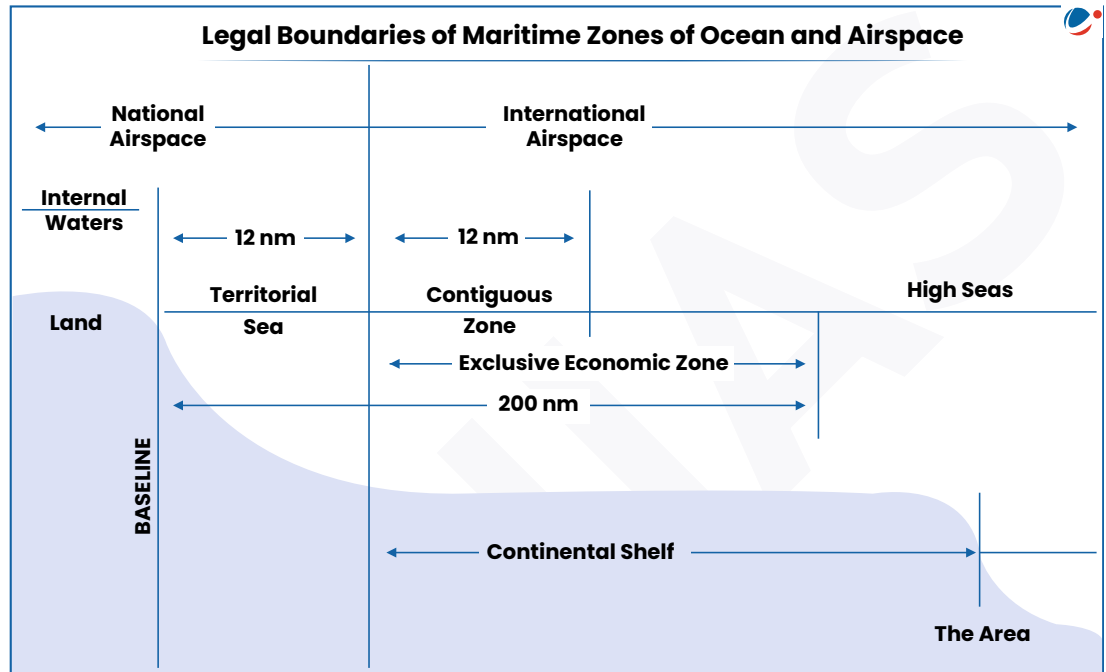 Legal Boundaries of Maritime Zones of Ocean and Airspace
National
Airspace
International
Airspace
Internal
Waters
12 nm
12 nm
Territorial
Sea
Contiguous
Zone
High Seas
Land
Exclusive Economic Zone
200 nm
BASELINE
Continental Shelf
The Area